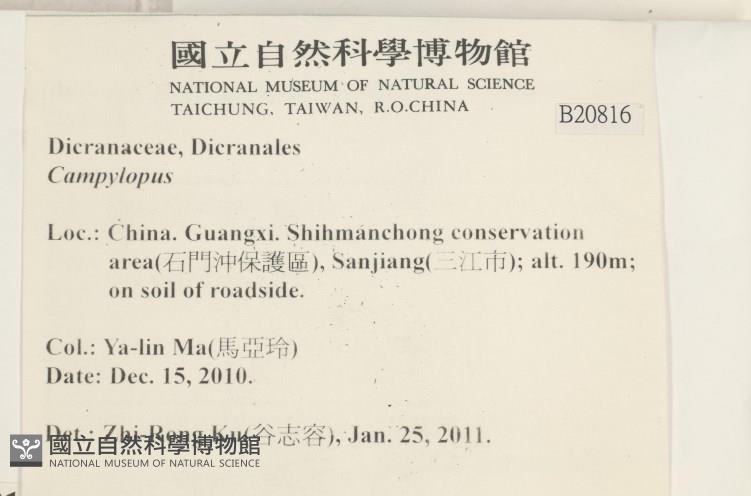 國立自然科學博物館
NATIONAL MUSEUM OF NATURAL SCIENCE
TAICHUNG, TAIWAN, R.O.CHINA
B20816
Dicranaceae, Dicranales
Campylopus
Loc.: China. Guangxi. Shihmanchong conservation
area(石門沖保護區), Sanjiang(三江市); alt. 190m;
on soil of roadside.
Col.: Ya-lin Ma(馬亞玲)
Date: Dec. 15, 2010.
Det.: Zhi-Rong Ku(谷志容), Jan. 25, 2011.
國立自然科學博物館
NATIONAL MUSEUM OF NATURAL SCIENCE